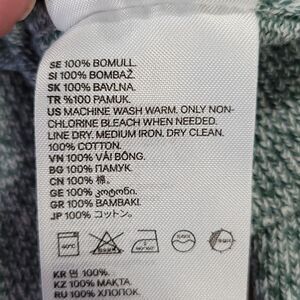 SE 100% BOMULL.
SI 100% BOMBAŽ.
SK 100% BAVLNA.
TR %100 PAMUK.
US MACHINE WASH WARM. ONLY NON-
CHLORINE BLEACH WHEN NEEDED.
LINE DRY. MEDIUM IRON. DRY CLEAN.
100% COTTON.
VN 100% VẢI BÔNG.
BG 100% ПАМУК.
CN 100% 棉。
GE 100% ბამბა.
GR 100% ΒΑΜΒΑΚΙ
JP 100% コットン。
40°C
KR 면 100%.
KZ 100% МАҚТА.
RU 100% ХЛОПОК.